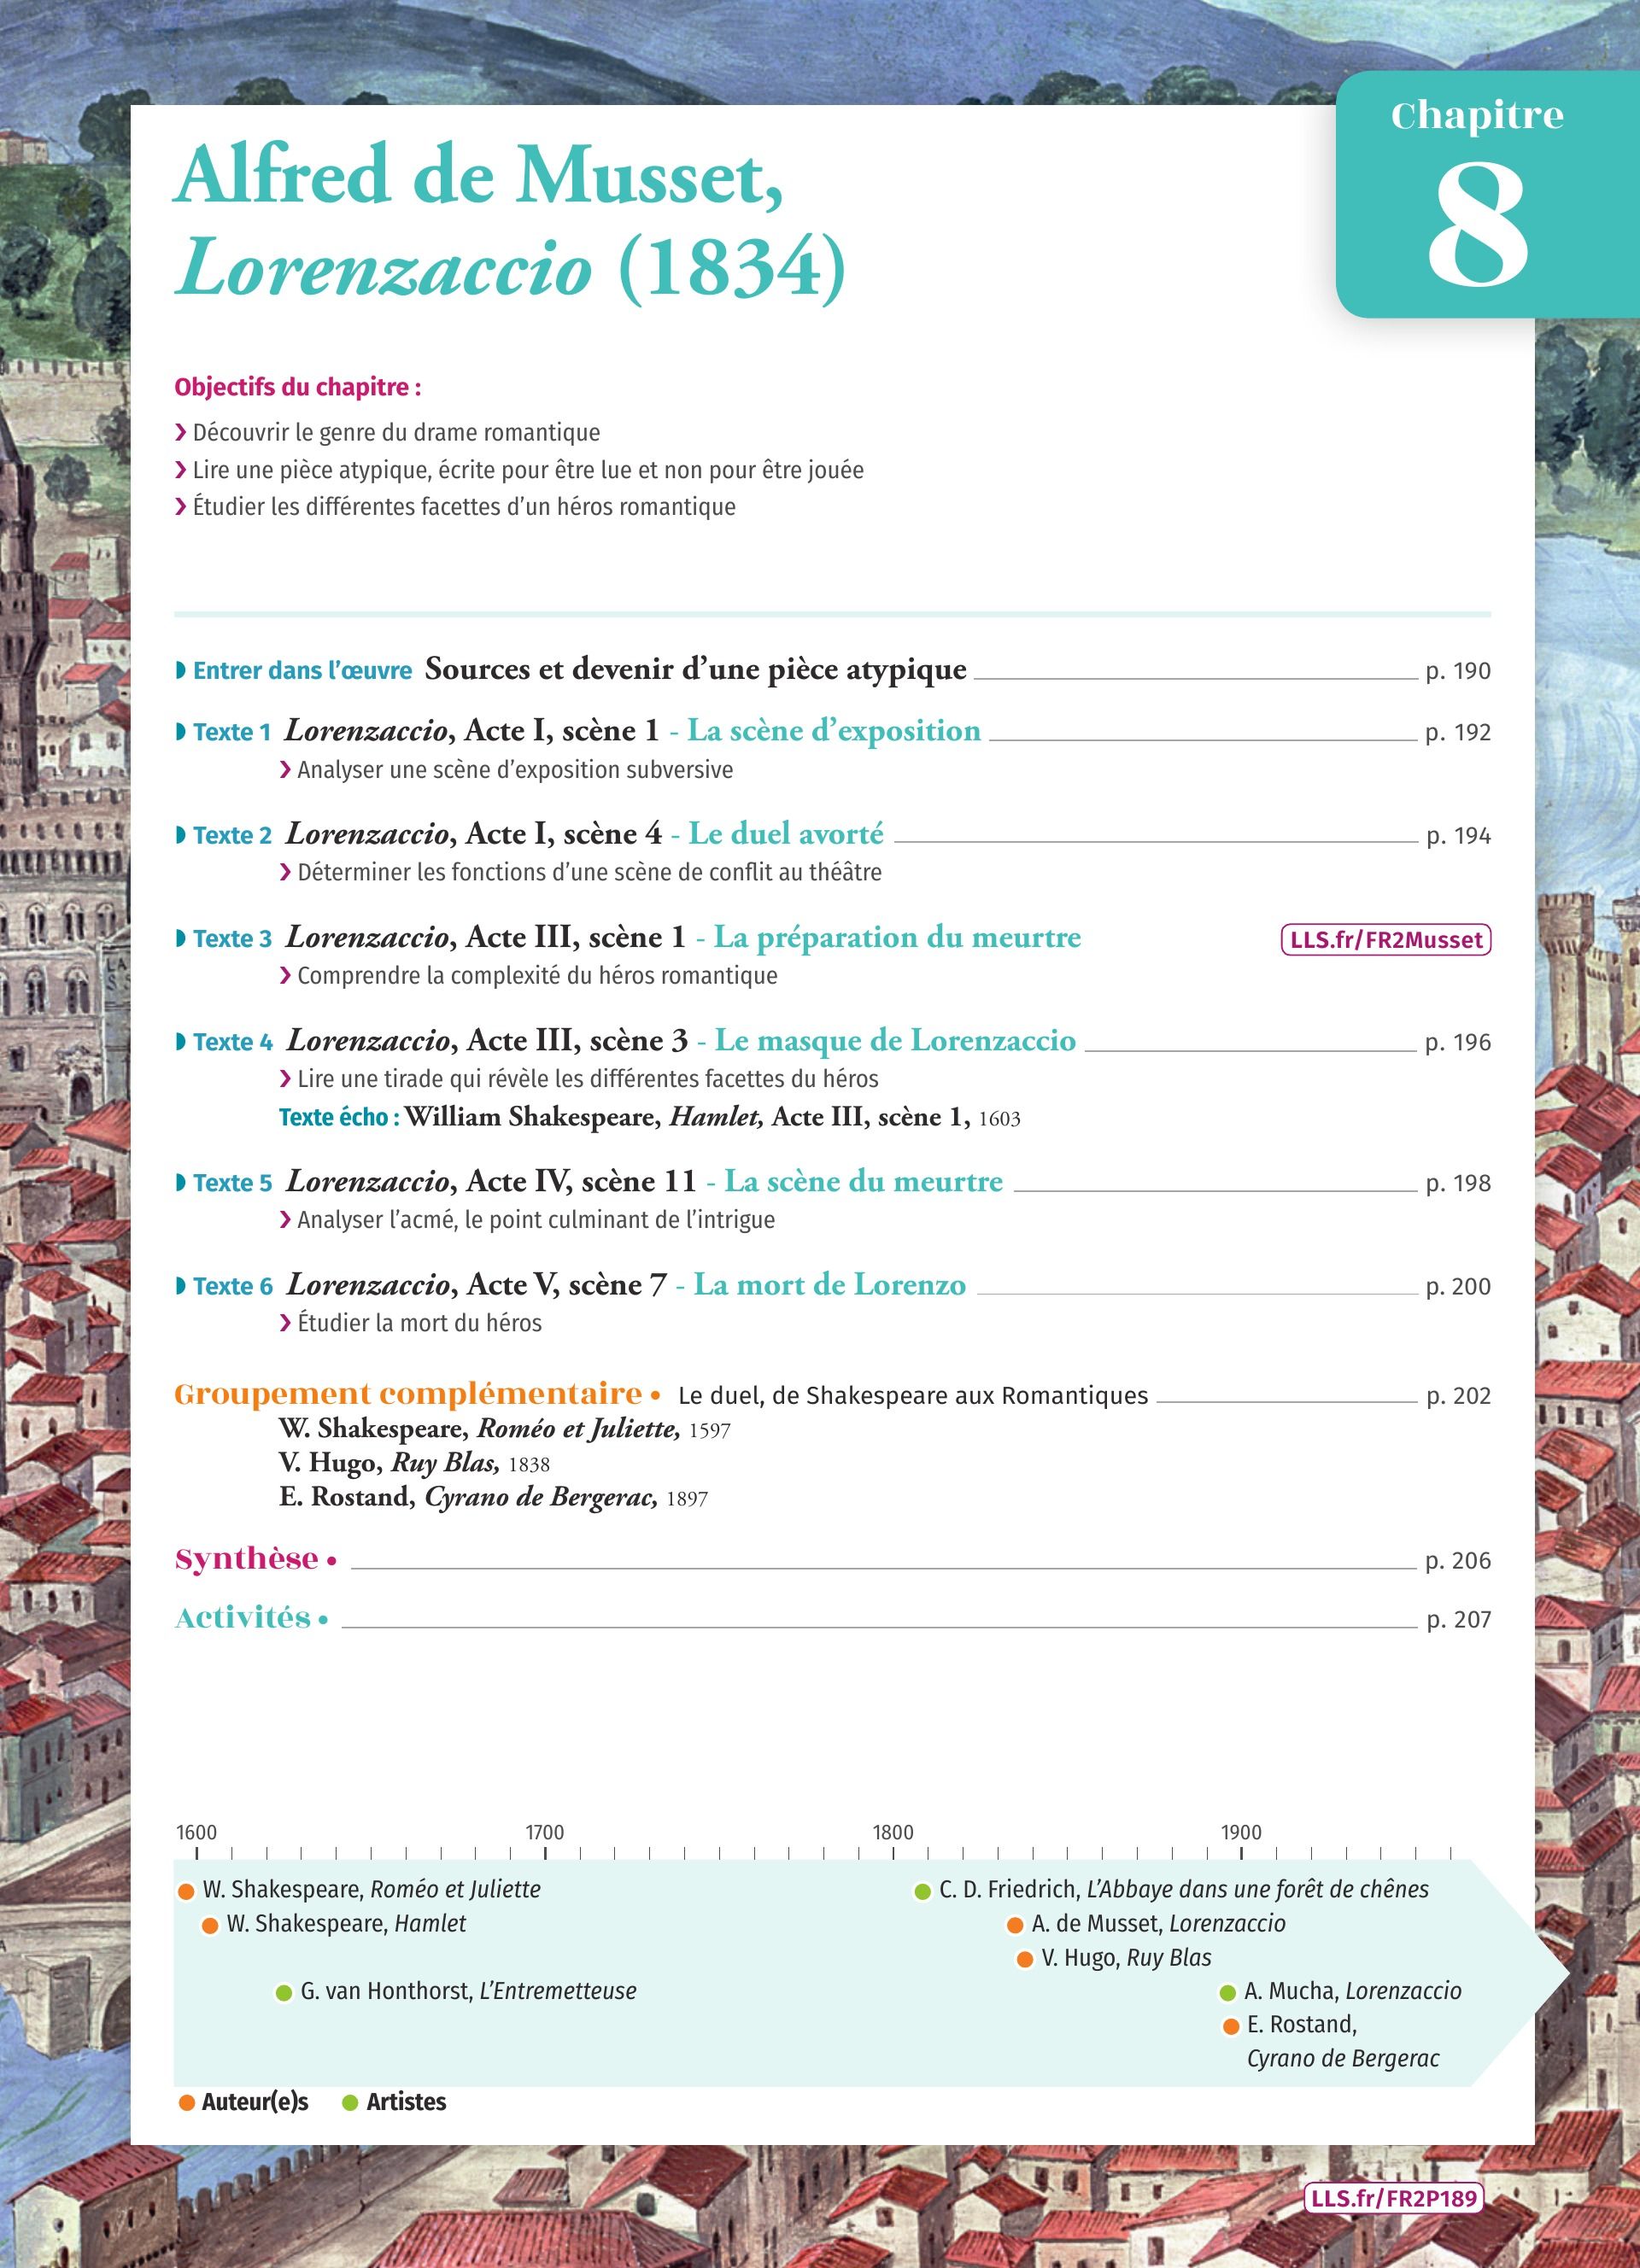 Chapitre
8
Alfred de Musset,
Lorenzaccio (1834)
Objectifs du chapitre :
❯ Découvrir le genre du drame romantique
❯ Lire une pièce atypique, écrite pour être lue et non pour être jouée
❯ Étudier les différentes facettes d'un héros romantique
Entrer dans l'œuvre Sources et devenir d'une pièce atypique p. 190
Texte 1 Lorenzaccio, Acte I, scène 1 - La scène d'exposition p. 192
❯ Analyser une scène d'exposition subversive
Texte 2 Lorenzaccio, Acte I, scène 4 - Le duel avorté p. 194
❯ Déterminer les fonctions d'une scène de conflit au théâtre
Texte 3 Lorenzaccio, Acte III, scène 1 - La préparation du meurtre LLS.fr/FR2Musset
❯ Comprendre la complexité du héros romantique
Texte 4 Lorenzaccio, Acte III, scène 3 - Le masque de Lorenzaccio p. 196
❯ Lire une tirade qui révèle les différentes facettes du héros
Texte écho : William Shakespeare, Hamlet, Acte III, scène 1, 1603
Texte 5 Lorenzaccio, Acte IV, scène 11 - La scène du meurtre p. 198
❯ Analyser l'acmé, le point culminant de l'intrigue
Texte 6 Lorenzaccio, Acte V, scène 7 - La mort de Lorenzo p. 200
❯ Étudier la mort du héros
Groupement complémentaire • Le duel, de Shakespeare aux Romantiques p. 202
W. Shakespeare, Roméo et Juliette, 1597
V. Hugo, Ruy Blas, 1838
E. Rostand, Cyrano de Bergerac, 1897
Synthèse • p. 206
Activités • p. 207
1600 1700 1800 1900
W. Shakespeare, Roméo et Juliette C. D. Friedrich, L'Abbaye dans une forêt de chênes
W. Shakespeare, Hamlet A. de Musset, Lorenzaccio
V. Hugo, Ruy Blas
G. van Honthorst, L'Entremetteuse A. Mucha, Lorenzaccio
E. Rostand,
Cyrano de Bergerac
Auteur(e)s Artistes
LLS.fr/FR2P189